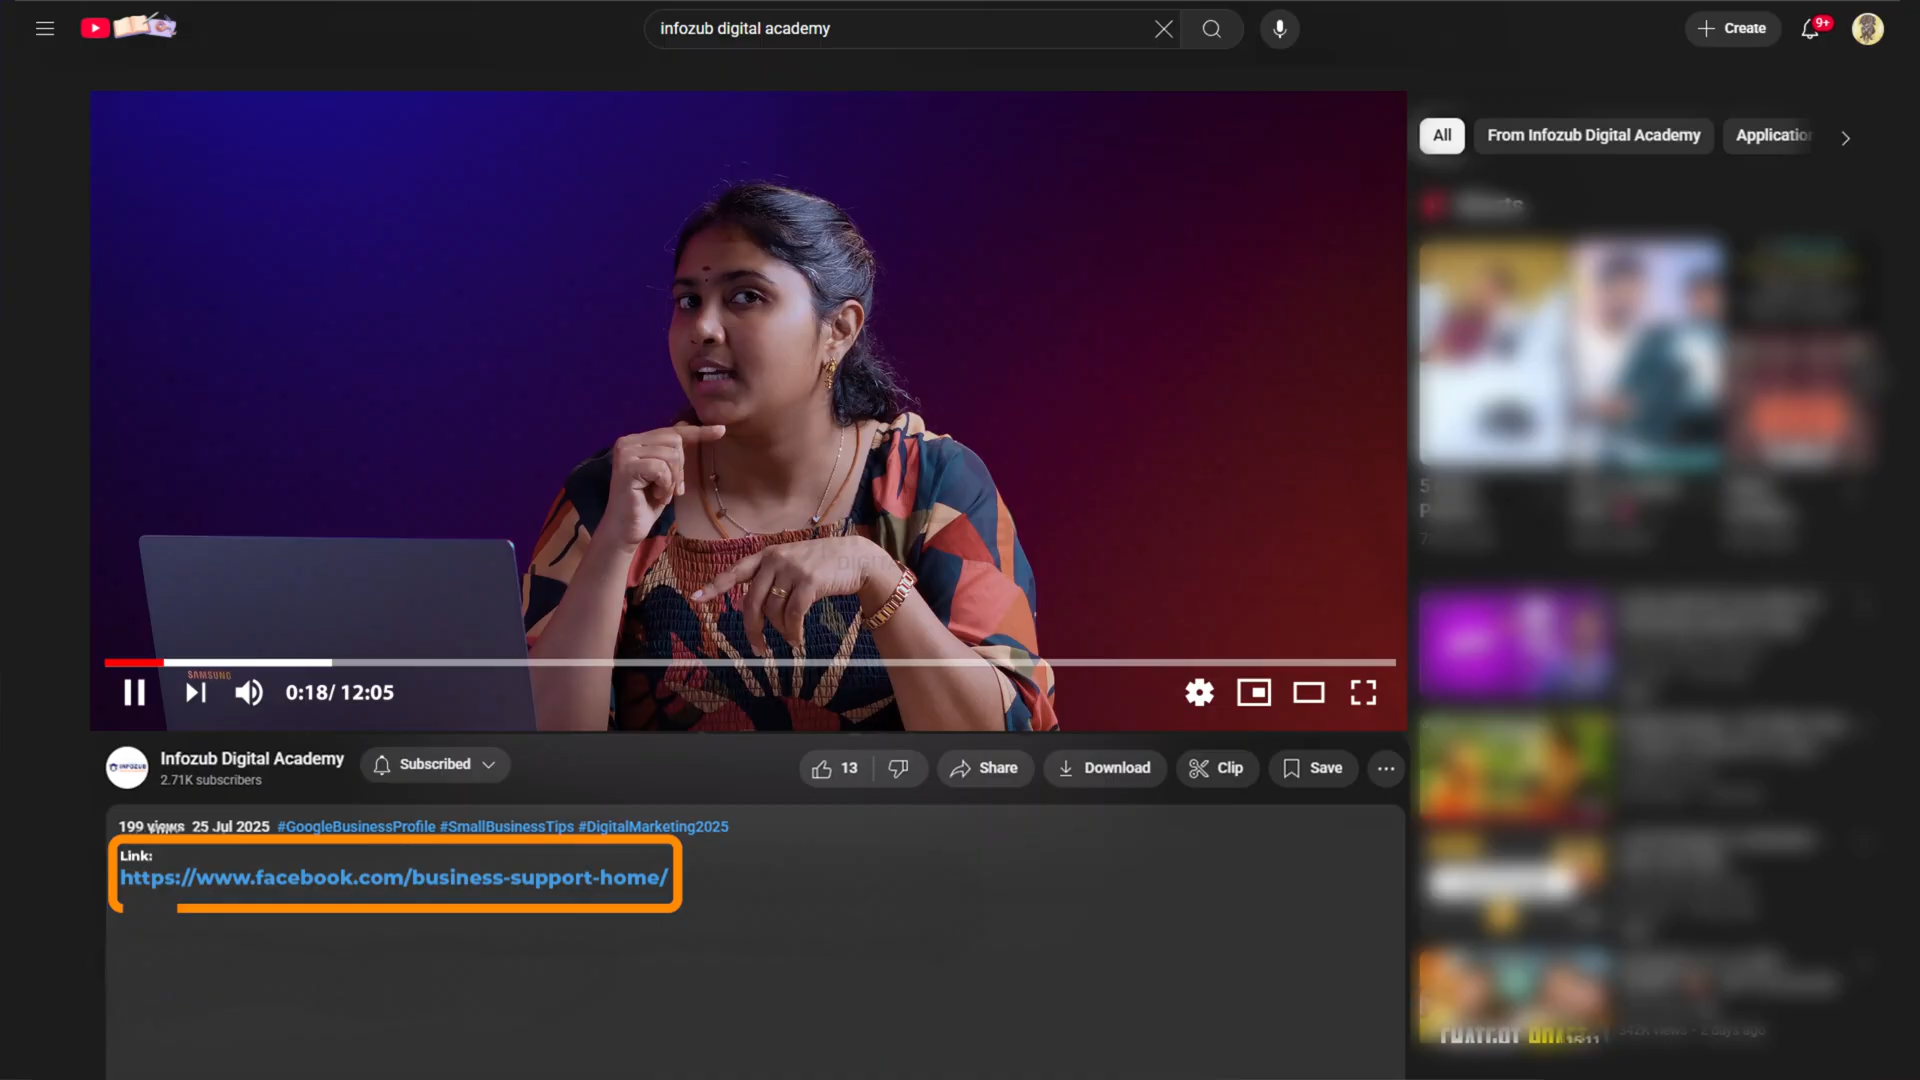 infozub digital academy
Create
9+
All
From Infozub Digital Academy
Applicatio
SAMSUNG
0:18/ 12:05
INFOZUB
Infozub Digital Academy
2.71K subscribers
Subscribed
13
Share
Download
Clip
Save
199 views 25 Jul 2025 #GoogleBusinessProfile #SmallBusinessTips #DigitalMarketing2025
Link:
https://www.facebook.com/business-support-home/